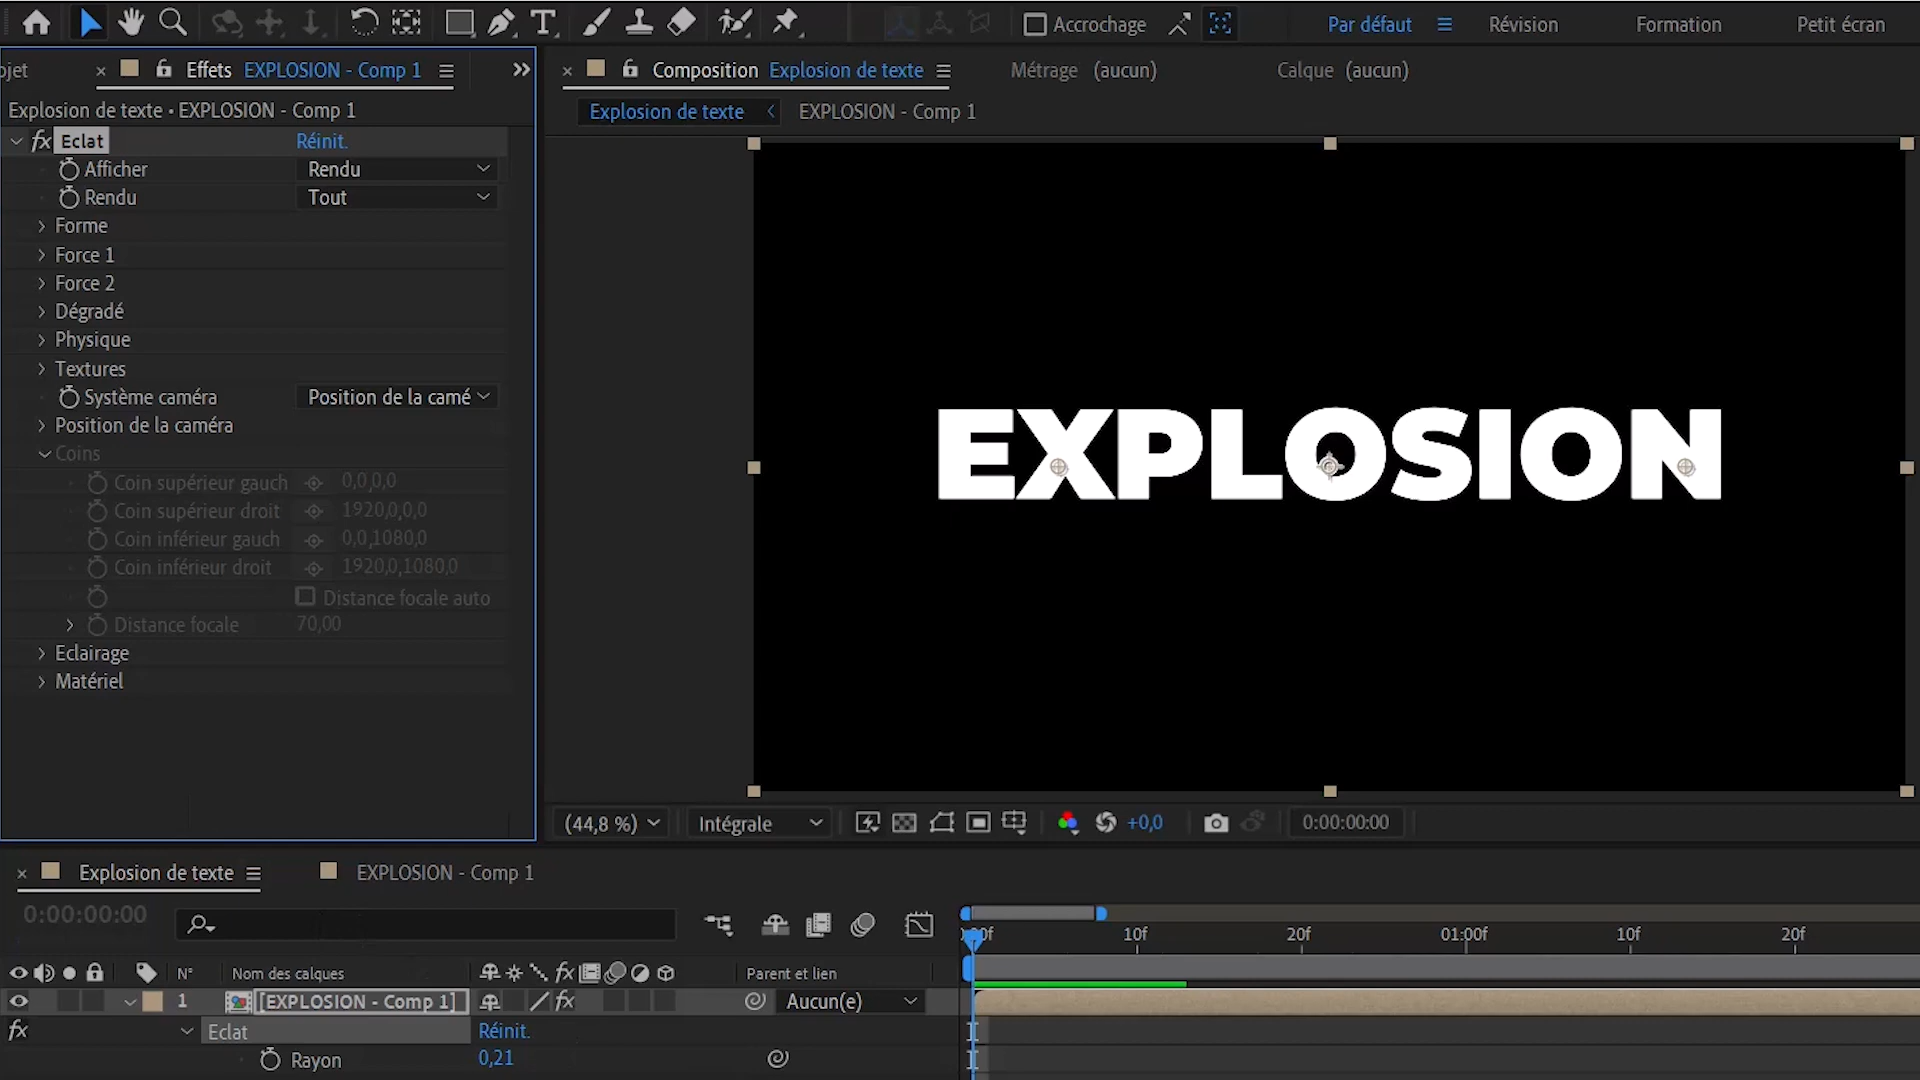 Accrochage
Par défaut
Révision
Formation
Petit écran
ojet
Effets EXPLOSION - Comp 1
Composition Explosion de texte
Métrage (aucun)
Calque (aucun)
Explosion de texte • EXPLOSION - Comp 1
Explosion de texte
EXPLOSION - Comp 1
fx Eclat Réinit.
Afficher Rendu
Rendu Tout
Forme
Force 1
Force 2
Dégradé
Physique
Textures
Système caméra Position de la camé
Position de la caméra
Coins
Coin supérieur gauch 0,0,0,0
Coin supérieur droit 1920,0,0,0
Coin inférieur gauch 0,0,1080,0
Coin inférieur droit 1920,0,1080,0
Distance focale auto
Distance focale 70,00
Eclairage
Matériel
EXPLOSION
(44,8 %)
Intégrale
+0,0
0:00:00:00
Explosion de texte
EXPLOSION - Comp 1
0:00:00:00
10f
20f
01:00f
10f
20f
N° Nom des calques
fx
Parent et lien
1 [EXPLOSION - Comp 1]
fx
Aucun(e)
fx Eclat Réinit.
Rayon 0,21